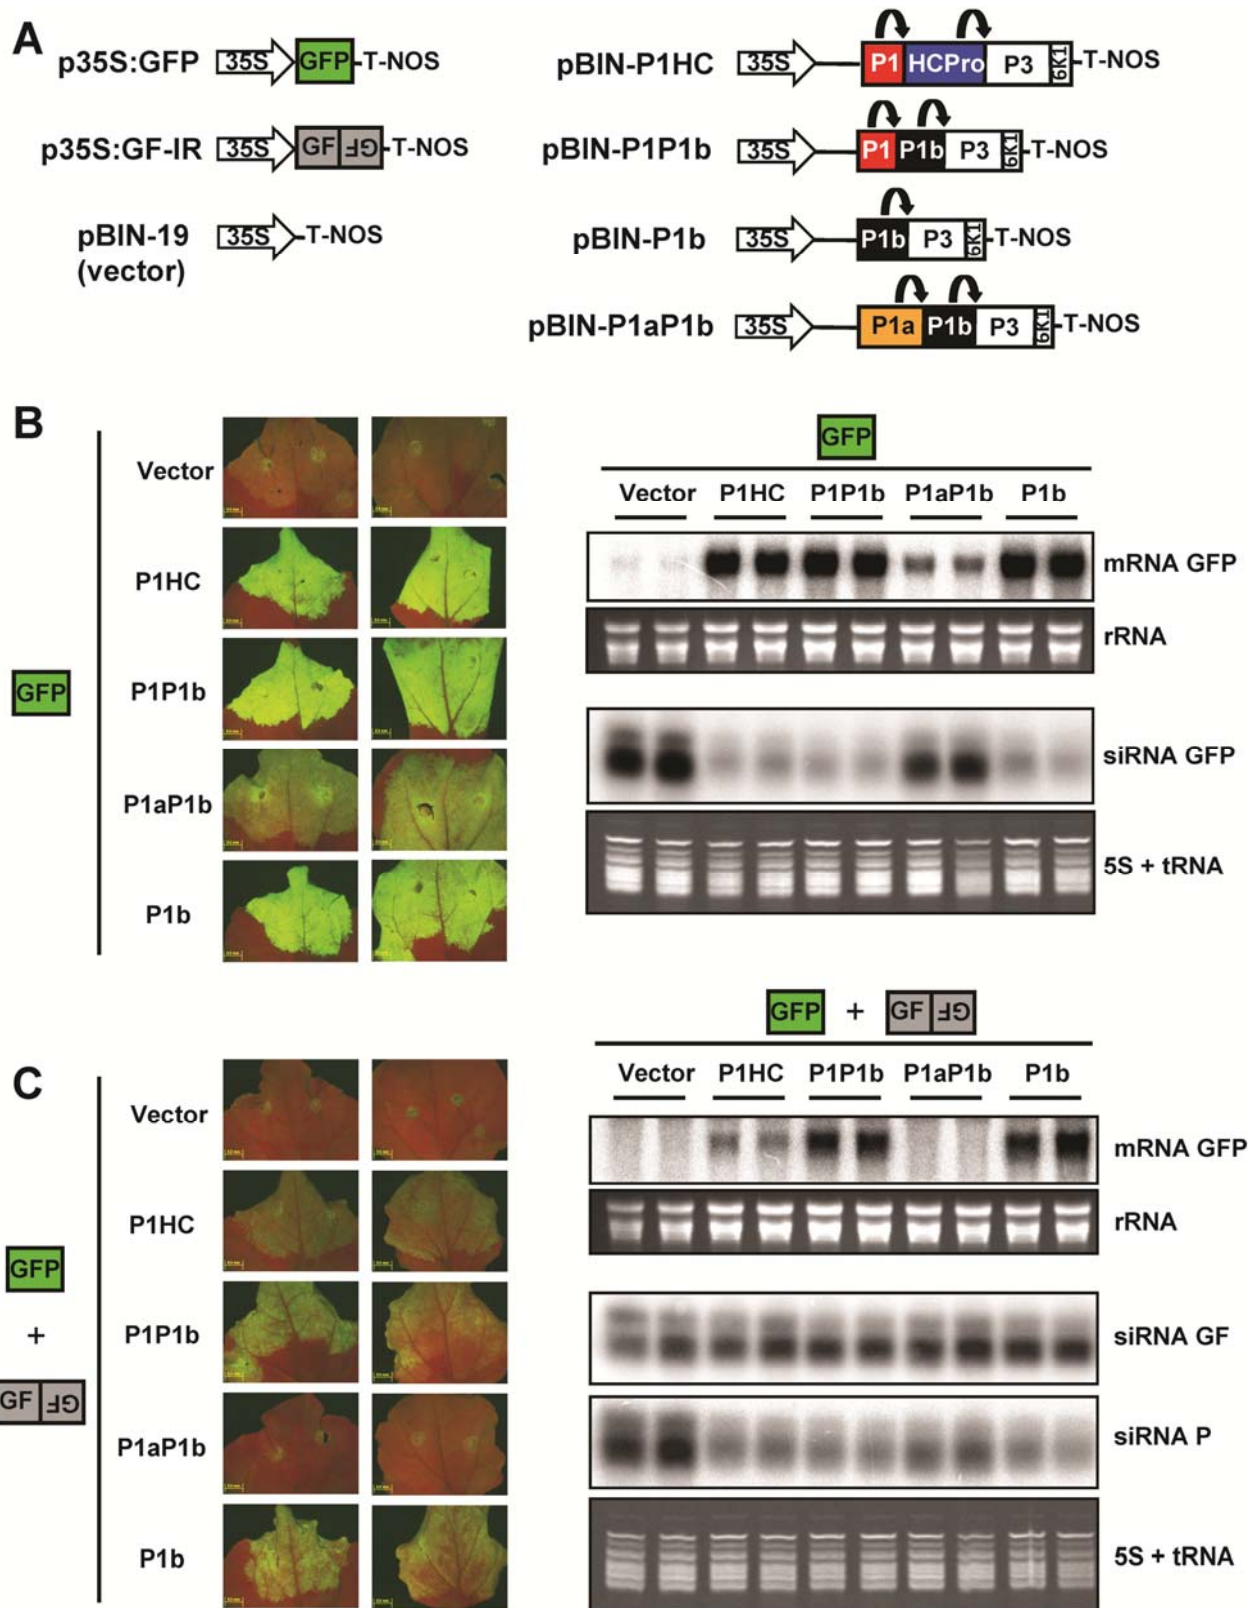 A
p35S:GFP 35S GFP T-NOS
p35S:GF-IR 35S GF GF T-NOS
pBIN-19 35S T-NOS
(vector)
pBIN-P1HC 35S P1 HCPro P3 6K1 T-NOS
pBIN-P1P1b 35S P1 P1b P3 6K1 T-NOS
pBIN-P1b 35S P1b P3 6K1 T-NOS
pBIN-P1aP1b 35S P1a P1b P3 6K1 T-NOS
B
GFP
Vector
P1HC
P1P1b
P1aP1b
P1b
GFP
Vector P1HC P1P1b P1aP1b P1b
mRNA GFP
rRNA
siRNA GFP
5S + tRNA
C
GFP
+
GF GF
Vector
P1HC
P1P1b
P1aP1b
P1b
GFP + GF GF
Vector P1HC P1P1b P1aP1b P1b
mRNA GFP
rRNA
siRNA GF
siRNA P
5S + tRNA